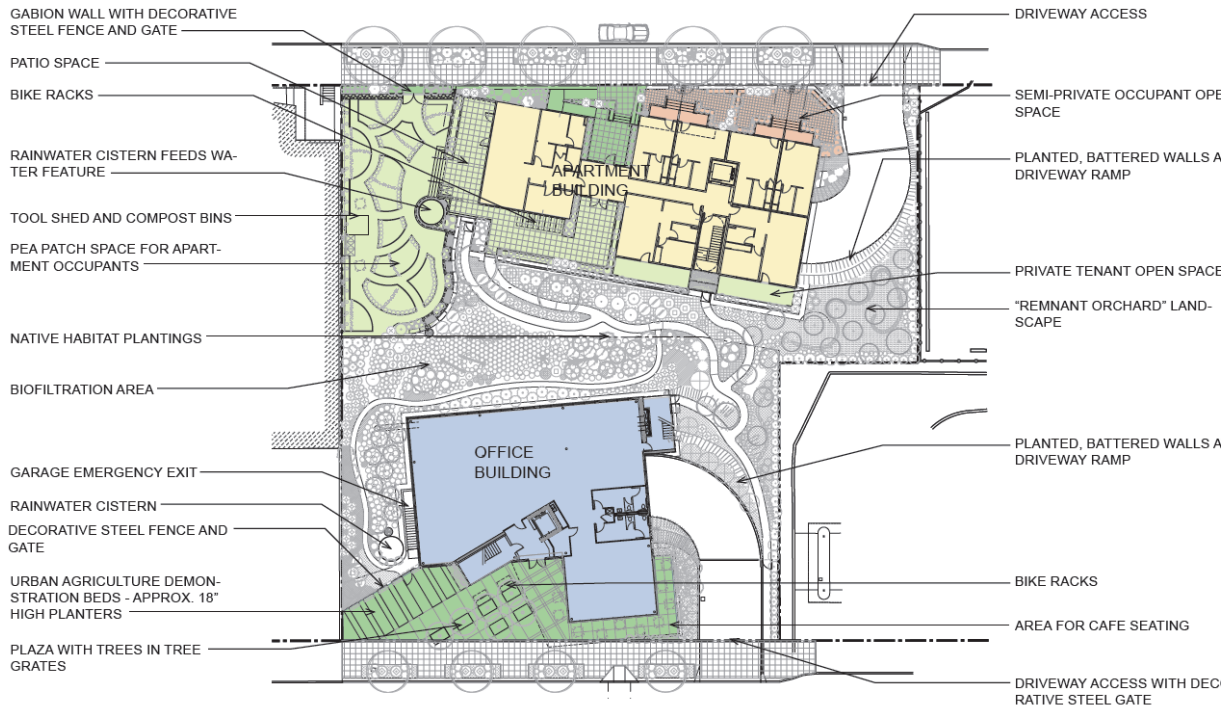 GABION WALL WITH DECORATIVE
STEEL FENCE AND GATE
PATIO SPACE
BIKE RACKS
RAINWATER CISTERN FEEDS WA-
TER FEATURE
TOOL SHED AND COMPOST BINS
PEA PATCH SPACE FOR APART-
MENT OCCUPANTS
NATIVE HABITAT PLANTINGS
BIOFILTRATION AREA
GARAGE EMERGENCY EXIT
RAINWATER CISTERN
DECORATIVE STEEL FENCE AND
GATE
URBAN AGRICULTURE DEMON-
STRATION BEDS - APPROX. 18"
HIGH PLANTERS
PLAZA WITH TREES IN TREE
GRATES
APARTMENT
BUILDING
OFFICE
BUILDING
DRIVEWAY ACCESS
SEMI-PRIVATE OCCUPANT OPE
SPACE
PLANTED, BATTERED WALLS A
DRIVEWAY RAMP
PRIVATE TENANT OPEN SPACE
“REMNANT ORCHARD” LAND-
SCAPE
PLANTED, BATTERED WALLS A
DRIVEWAY RAMP
BIKE RACKS
AREA FOR CAFE SEATING
DRIVEWAY ACCESS WITH DECO
RATIVE STEEL GATE